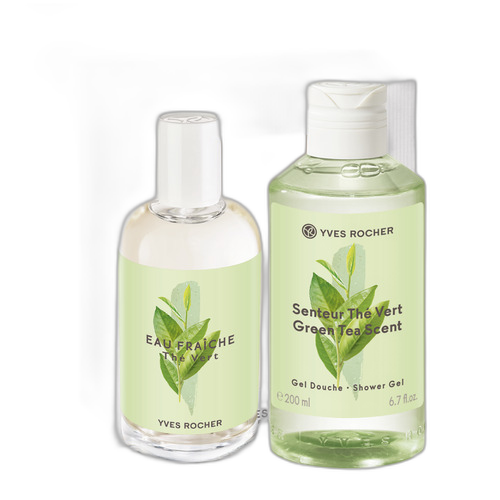 EAU FRAÎCHE
Thé Vert
YVES ROCHER
YVES ROCHER
Senteur Thé Vert
Green Tea Scent
Gel Douche · Shower Gel
℮ 200 ml 6.7 fl.oz.
YVES